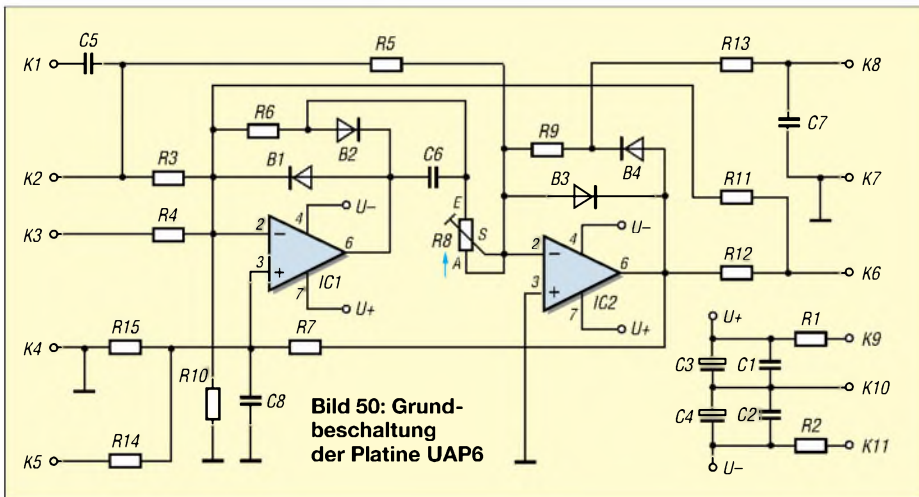 C5
R5
R13
K1
K8
R6
B2
R9
B4
C7
B1
C6
B3
K2
R3
R11
K7
K3
R4
E
R8
S
A
U–
U–
2
–
4
6
3
+
7
IC1
U+
2
–
4
6
3
+
7
IC2
U+
R12
K6
K4
R15
R7
U+
R1
K9
R10
C8
C3
C1
K10
C4
C2
R2
K11
U–
K5
R14
Bild 50: Grund-
beschaltung
der Platine UAP6